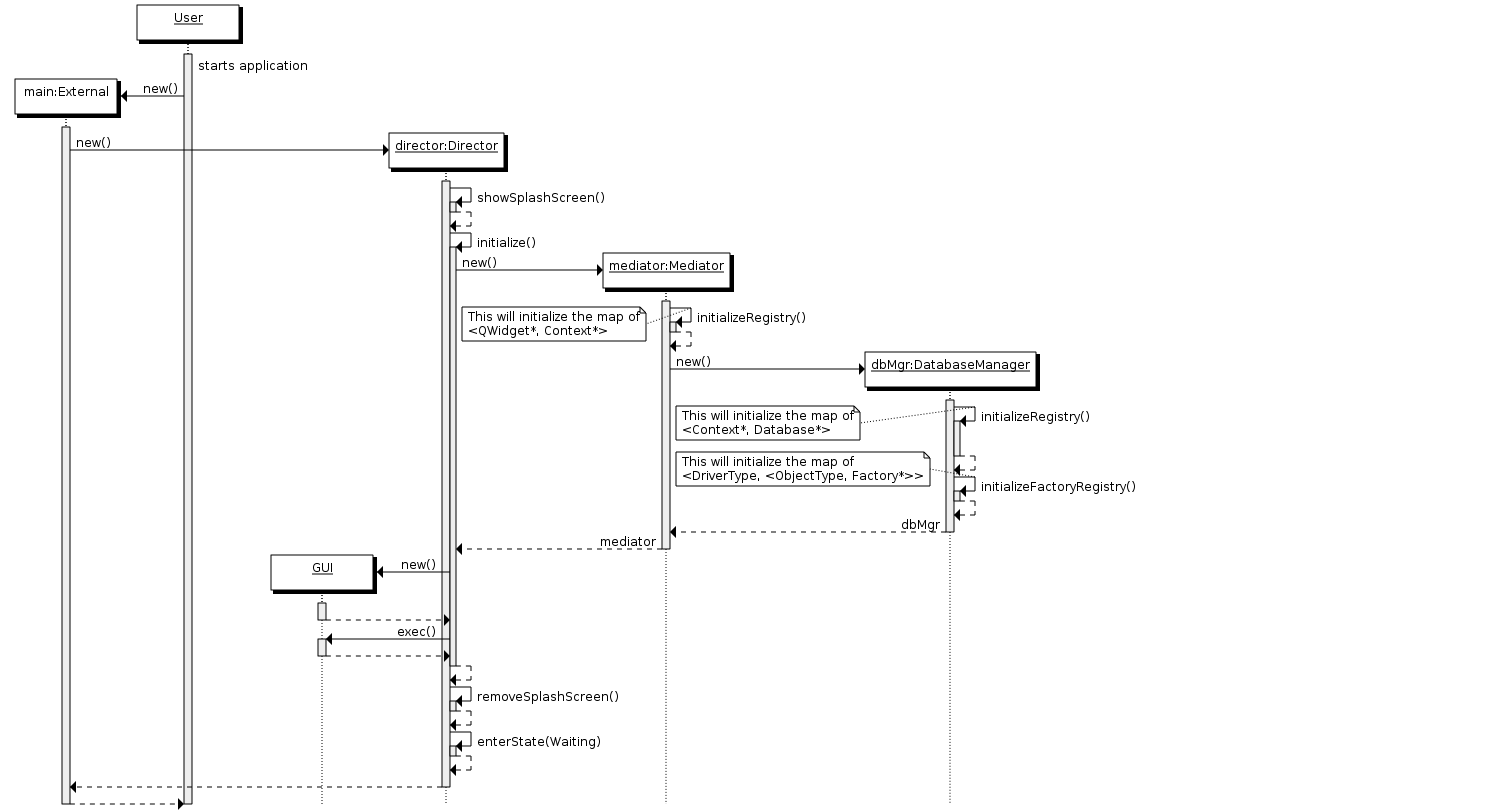 User
starts application
new()
main:External
new()
director:Director
showSplashScreen()
initialize()
new()
mediator:Mediator
This will initialize the map of
<QWidget*, Context*>
initializeRegistry()
new()
dbMgr:DatabaseManager
This will initialize the map of
<Context*, Database*>
initializeRegistry()
This will initialize the map of
<DriverType, <ObjectType, Factory*>>
initializeFactoryRegistry()
dbMgr
mediator
new()
GUI
exec()
removeSplashScreen()
enterState(Waiting)